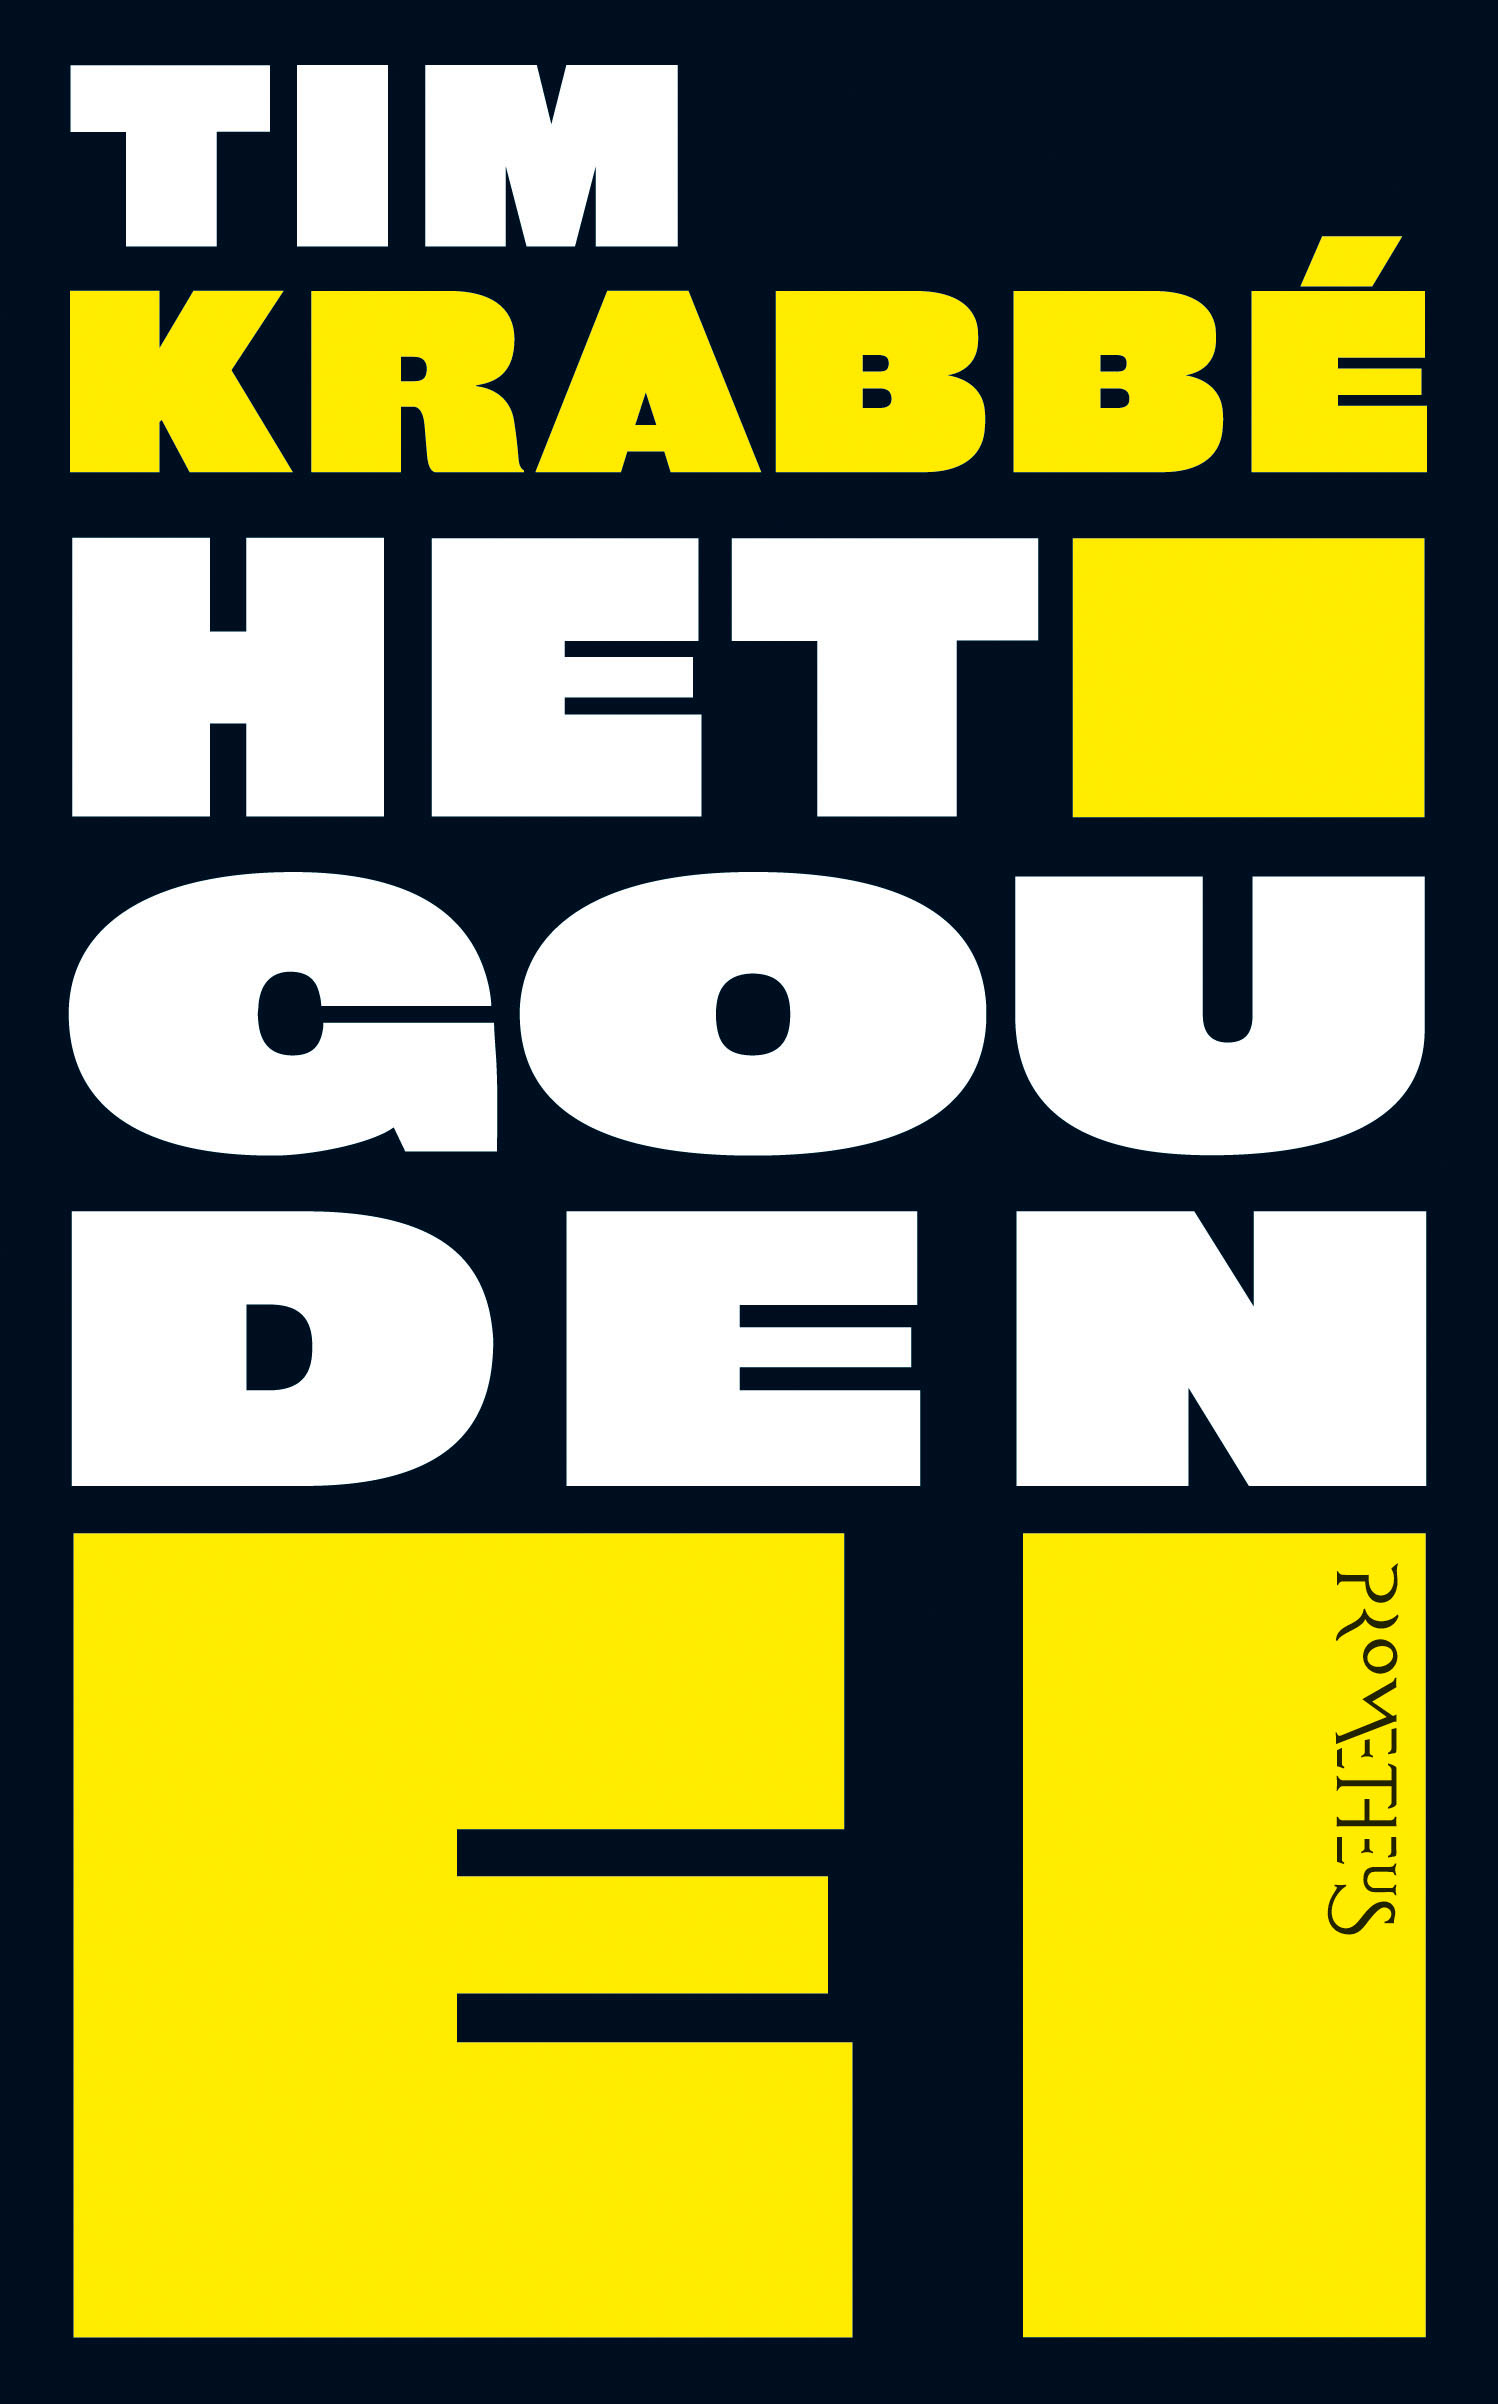 TIM
KRABBÉ
HET
GOU
DEN
EI
PROMETHEUS